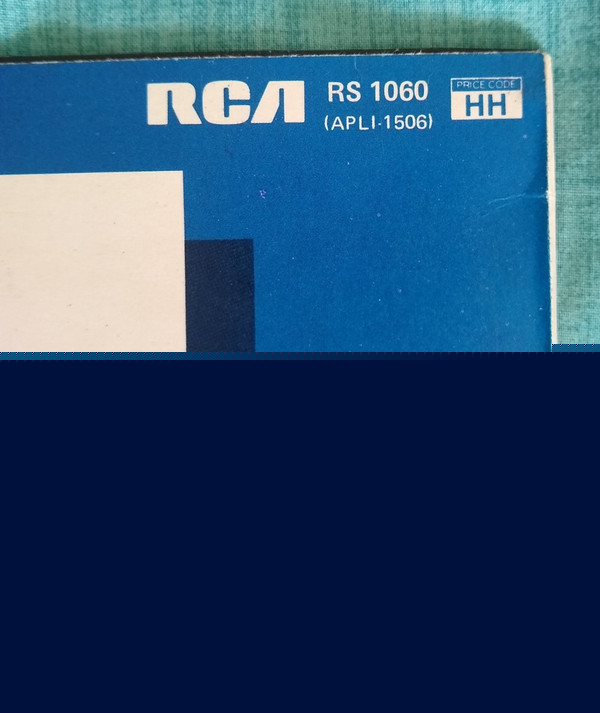 RCA RS 1060 PRICE CODE
(APLI-1506) HH